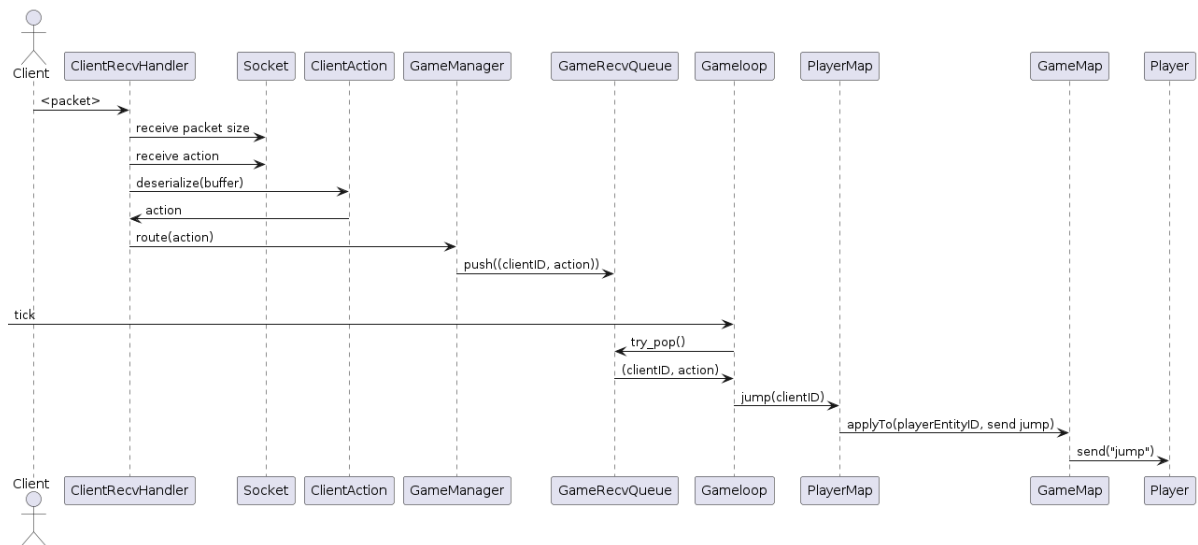 Client
ClientRecvHandler
Socket
ClientAction
GameManager
GameRecvQueue
Gameloop
PlayerMap
GameMap
Player
<packet>
receive packet size
receive action
deserialize(buffer)
action
route(action)
push((clientID, action))
tick
try_pop()
(clientID, action)
jump(clientID)
applyTo(playerEntityID, send jump)
send("jump")
Client
ClientRecvHandler
Socket
ClientAction
GameManager
GameRecvQueue
Gameloop
PlayerMap
GameMap
Player